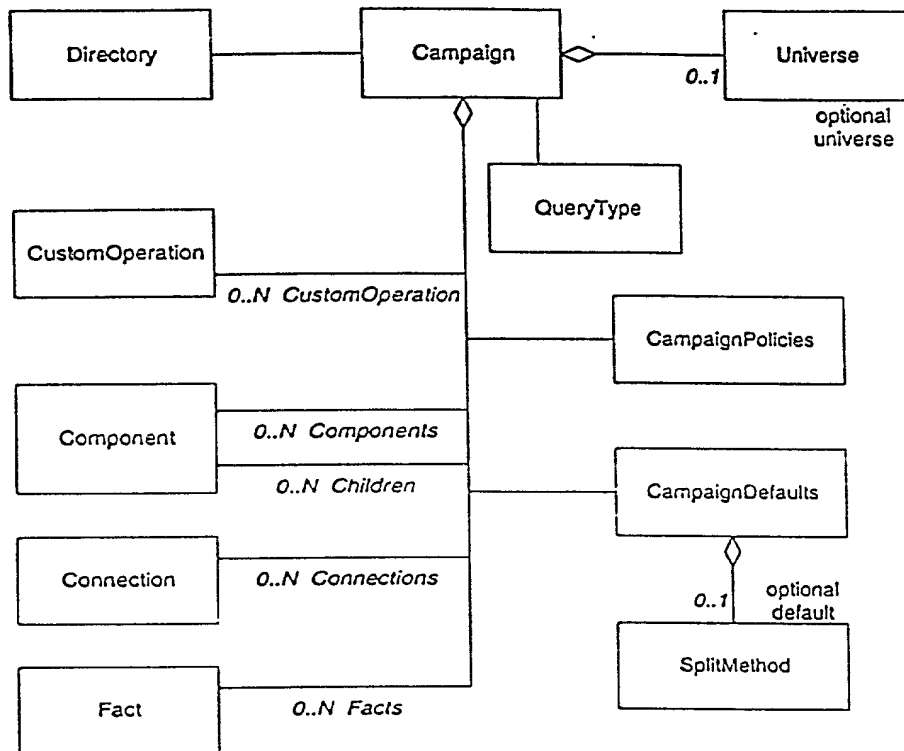 Directory
Campaign
Universe
0..1
optional
universe
QueryType
CustomOperation
0..N CustomOperation
CampaignPolicies
Component
0..N Components
0..N Children
CampaignDefaults
Connection
0..N Connections
0..1
optional
default
SplitMethod
Fact
0..N Facts